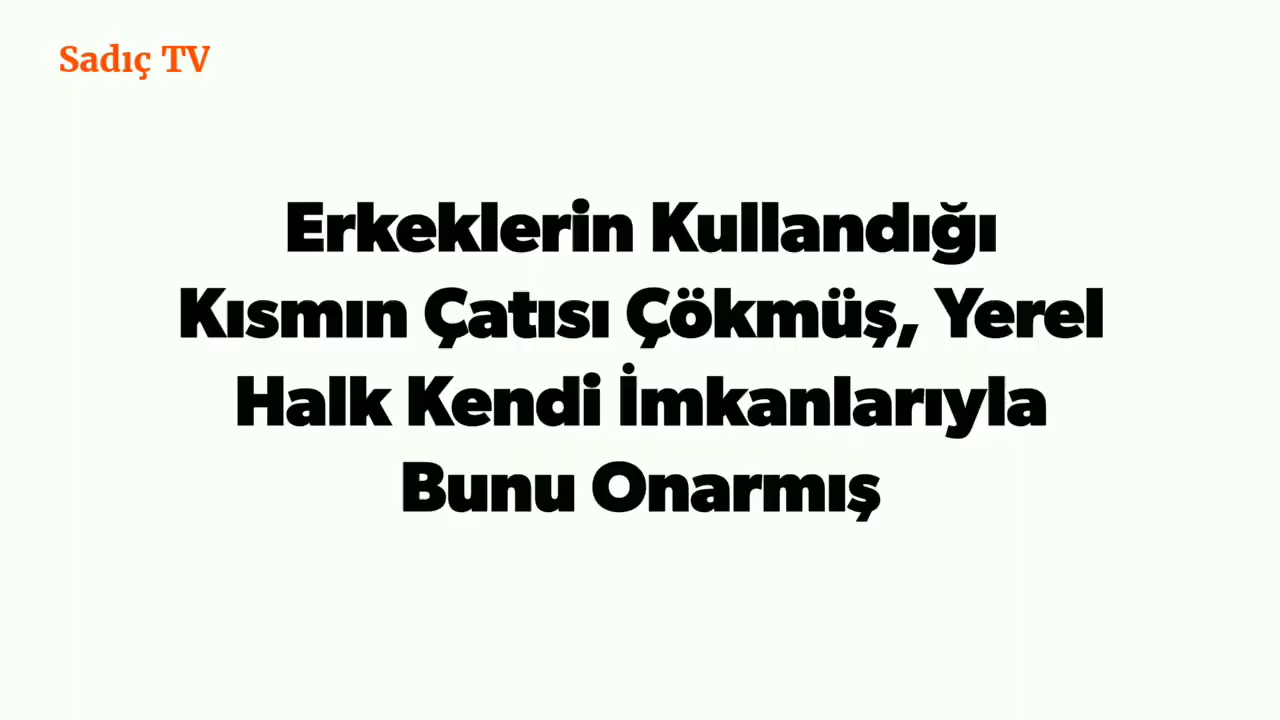 Sadıç TV
Erkeklerin Kullandığı
Kısmın Çatısı Çökmüş, Yerel
Halk Kendi İmkanlarıyla
Bunu Onarmış